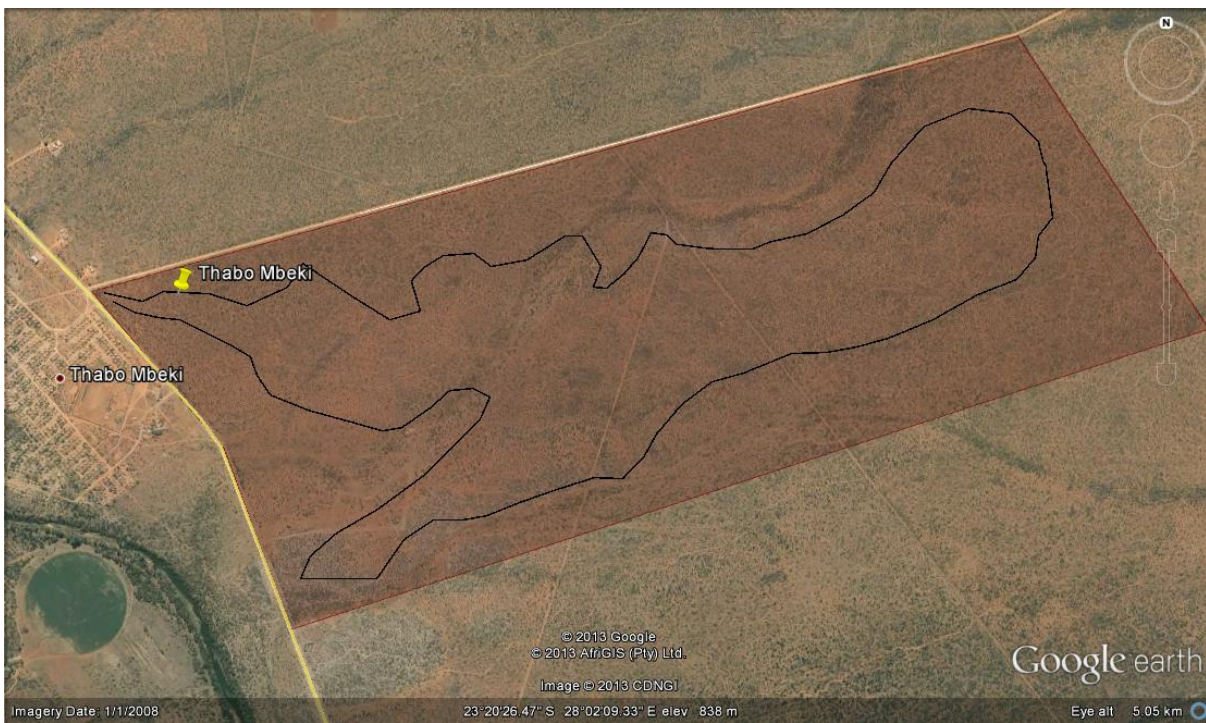 N
Thabo Mbeki
Thabo Mbeki
© 2013 Google
© 2013 AfriGIS (Pty) Ltd.
Image © 2013 CDNGI
Google earth
Imagery Date: 1/1/2008
23°20'26.47" S 28°02'09.33" E elev 838 m
Eye alt 5.05 km